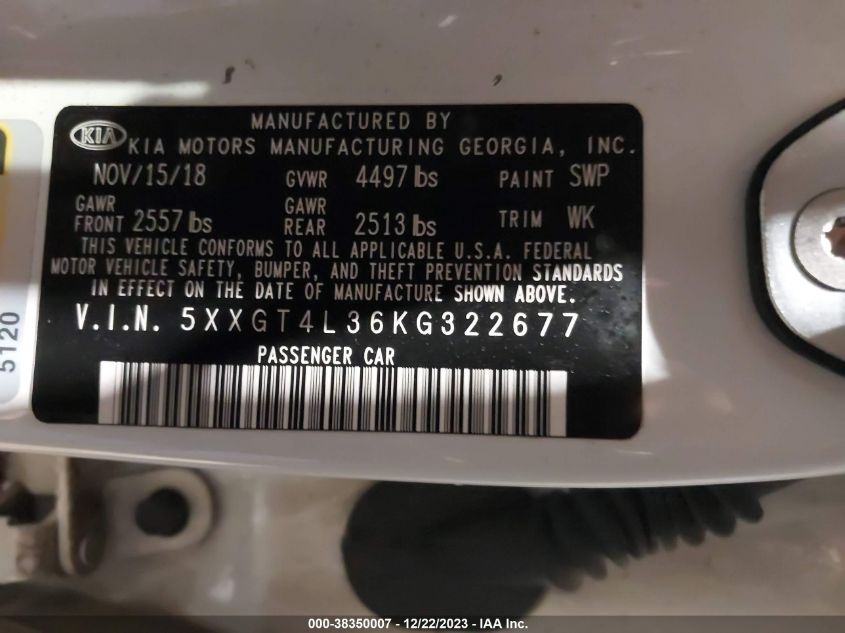 MANUFACTURED BY
KIA KIA MOTORS MANUFACTURING GEORGIA, INC.
NOV/15/18 GVWR 4497 lbs PAINT SWP
GAWR FRONT 2557 lbs GAWR REAR 2513 lbs TRIM WK
THIS VEHICLE CONFORMS TO ALL APPLICABLE U.S.A. FEDERAL
MOTOR VEHICLE SAFETY, BUMPER, AND THEFT PREVENTION STANDARDS
IN EFFECT ON THE DATE OF MANUFACTURE SHOWN ABOVE.
V.I.N. 5XXGT4L36KG322677
PASSENGER CAR
5120
000-38350007 - 12/22/2023 - IAA Inc.